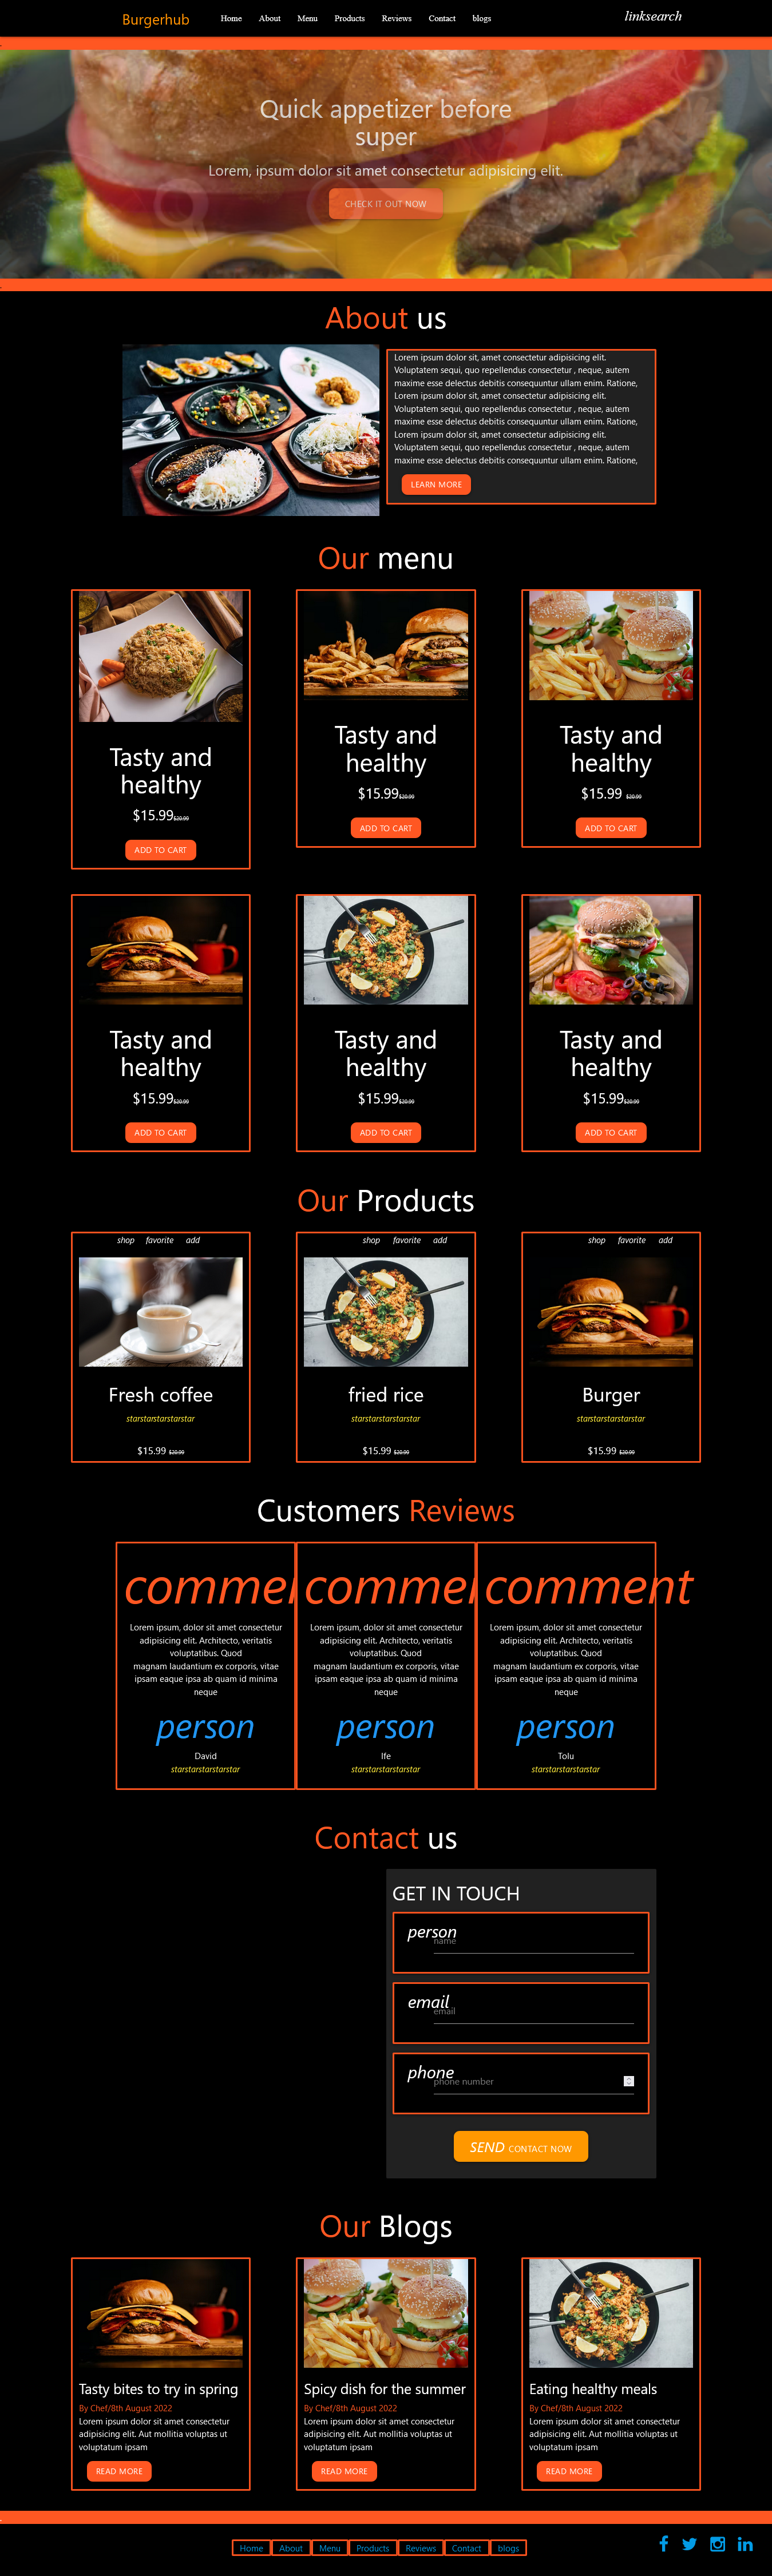 Burgerhub Home About Menu Products Reviews Contact blogs linksearch
Quick appetizer before
super
Lorem, ipsum dolor sit amet consectetur adipisicing elit.
CHECK IT OUT NOW
About us
Lorem ipsum dolor sit, amet consectetur adipisicing elit.
Voluptatem sequi, quo repellendus consectetur , neque, autem
maxime esse delectus debitis consequuntur ullam enim. Ratione,
Lorem ipsum dolor sit, amet consectetur adipisicing elit.
Voluptatem sequi, quo repellendus consectetur , neque, autem
maxime esse delectus debitis consequuntur ullam enim. Ratione,
Lorem ipsum dolor sit, amet consectetur adipisicing elit.
Voluptatem sequi, quo repellendus consectetur , neque, autem
maxime esse delectus debitis consequuntur ullam enim. Ratione,
LEARN MORE
Our menu
Tasty and
healthy
$15.99$20.99
ADD TO CART
Tasty and
healthy
$15.99$20.99
ADD TO CART
Tasty and
healthy
$15.99 $20.99
ADD TO CART
Tasty and
healthy
$15.99$20.99
ADD TO CART
Tasty and
healthy
$15.99$20.99
ADD TO CART
Tasty and
healthy
$15.99$20.99
ADD TO CART
Our Products
shop favorite add
Fresh coffee
starstarstarstarstar
$15.99 $20.99
shop favorite add
fried rice
starstarstarstarstar
$15.99 $20.99
shop favorite add
Burger
starstarstarstarstar
$15.99 $20.99
Customers Reviews
commen
Lorem ipsum, dolor sit amet consectetur
adipisicing elit. Architecto, veritatis
voluptatibus. Quod
magnam laudantium ex corporis, vitae
ipsam eaque ipsa ab quam id minima
neque
person
David
starstarstarstarstar
commen
Lorem ipsum, dolor sit amet consectetur
adipisicing elit. Architecto, veritatis
voluptatibus. Quod
magnam laudantium ex corporis, vitae
ipsam eaque ipsa ab quam id minima
neque
person
Ife
starstarstarstarstar
comment
Lorem ipsum, dolor sit amet consectetur
adipisicing elit. Architecto, veritatis
voluptatibus. Quod
magnam laudantium ex corporis, vitae
ipsam eaque ipsa ab quam id minima
neque
person
Tolu
starstarstarstarstar
Contact us
GET IN TOUCH
person
name
email
email
phone
phone number
SEND CONTACT NOW
Our Blogs
Tasty bites to try in spring
By Chef/8th August 2022
Lorem ipsum dolor sit amet consectetur
adipisicing elit. Aut mollitia voluptas ut
voluptatum ipsam
READ MORE
Spicy dish for the summer
By Chef/8th August 2022
Lorem ipsum dolor sit amet consectetur
adipisicing elit. Aut mollitia voluptas ut
voluptatum ipsam
READ MORE
Eating healthy meals
By Chef/8th August 2022
Lorem ipsum dolor sit amet consectetur
adipisicing elit. Aut mollitia voluptas ut
voluptatum ipsam
READ MORE
Home About Menu Products Reviews Contact blogs